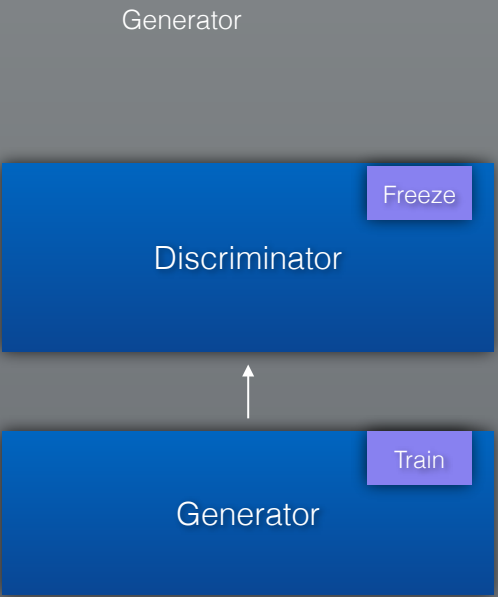 Generator
Freeze
Discriminator
Train
Generator